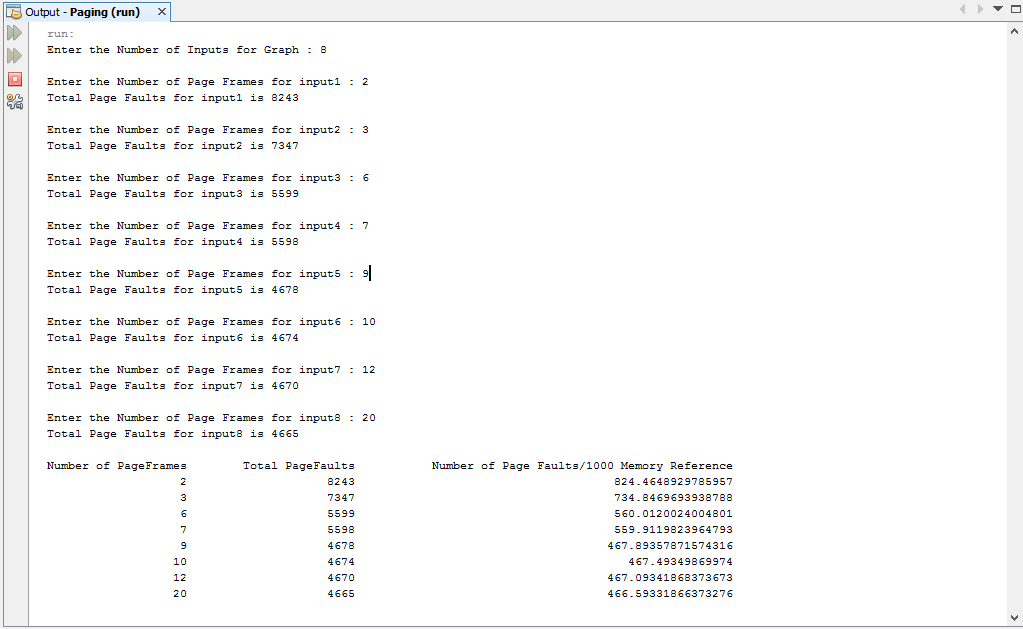 Output - Paging (run)
run:
Enter the Number of Inputs for Graph : 8
Enter the Number of Page Frames for input1 : 2
Total Page Faults for input1 is 8243
Enter the Number of Page Frames for input2 : 3
Total Page Faults for input2 is 7347
Enter the Number of Page Frames for input3 : 6
Total Page Faults for input3 is 5599
Enter the Number of Page Frames for input4 : 7
Total Page Faults for input4 is 5598
Enter the Number of Page Frames for input5 : 9
Total Page Faults for input5 is 4678
Enter the Number of Page Frames for input6 : 10
Total Page Faults for input6 is 4674
Enter the Number of Page Frames for input7 : 12
Total Page Faults for input7 is 4670
Enter the Number of Page Frames for input8 : 20
Total Page Faults for input8 is 4665
Number of PageFrames Total PageFaults Number of Page Faults/1000 Memory Reference
2 8243 824.4648929785957
3 7347 734.8469693938788
6 5599 560.0120024004801
7 5598 559.9119823964793
9 4678 467.89357871574316
10 4674 467.49349869974
12 4670 467.09341868373673
20 4665 466.59331866373276